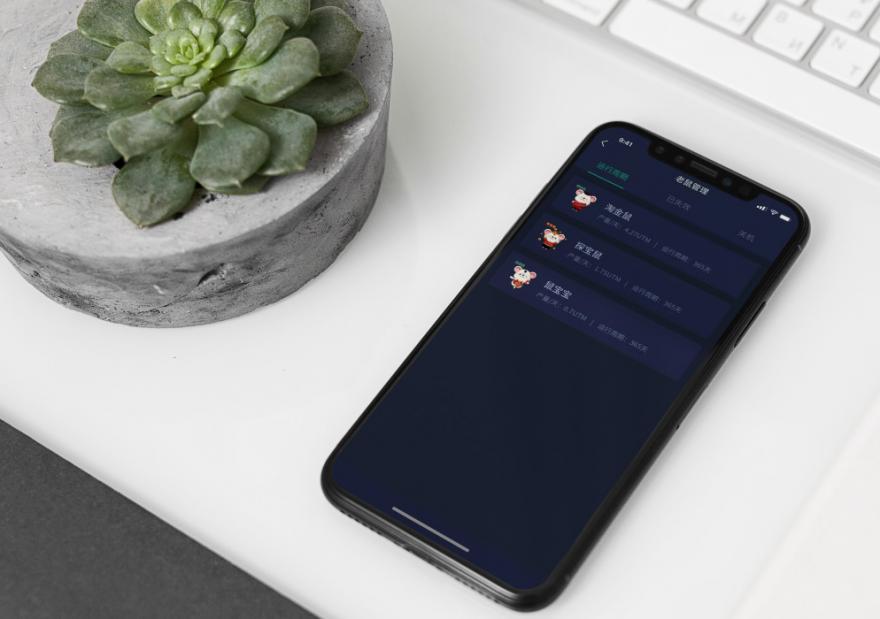 9:41
老鼠管理
运行周期
已失效
关机
淘金鼠
产量/天：4.27UTM ｜ 运行周期：365天
探宝鼠
产量/天：1.75UTM ｜ 运行周期：365天
鼠宝宝
产量/天：0.7UTM ｜ 运行周期：365天
М
В
И
N
Т